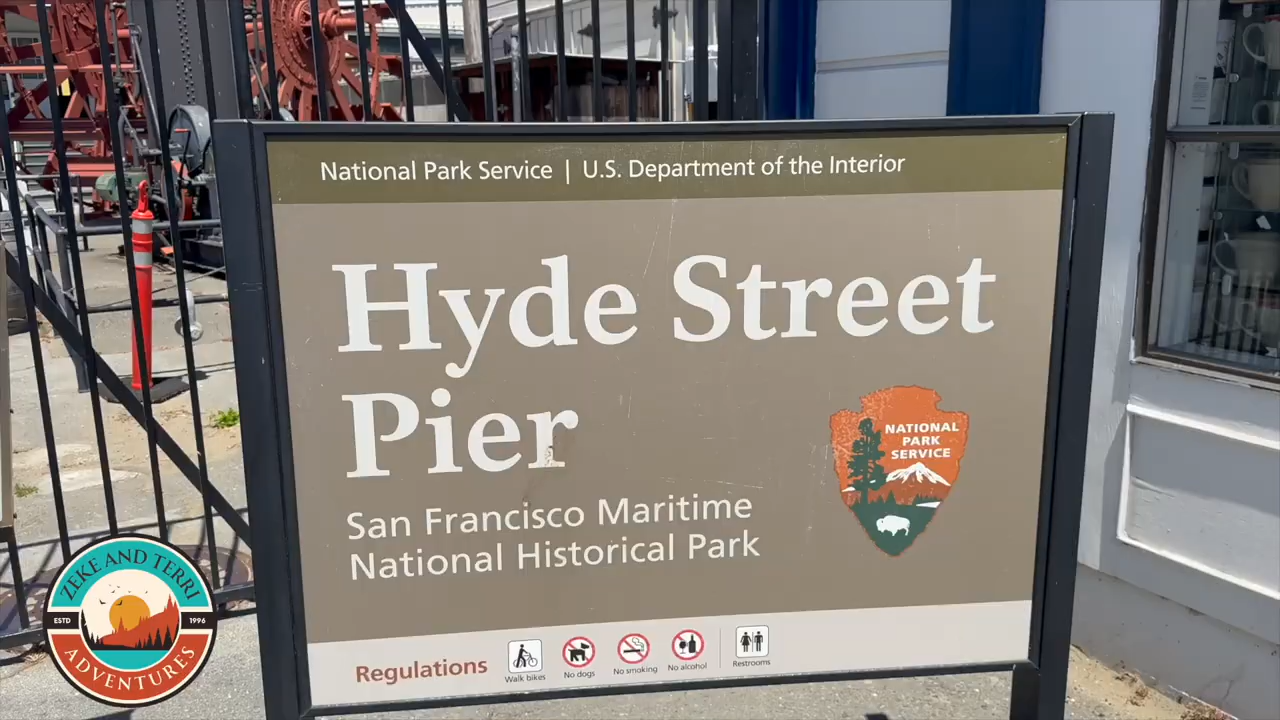 National Park Service | U.S. Department of the Interior
Hyde Street
Pier
NATIONAL
PARK
SERVICE
San Francisco Maritime
National Historical Park
Regulations
Walk bikes
No dogs
No smoking
No alcohol
Restrooms
ZEKE AND TERRI
ESTD 1996
ADVENTURES